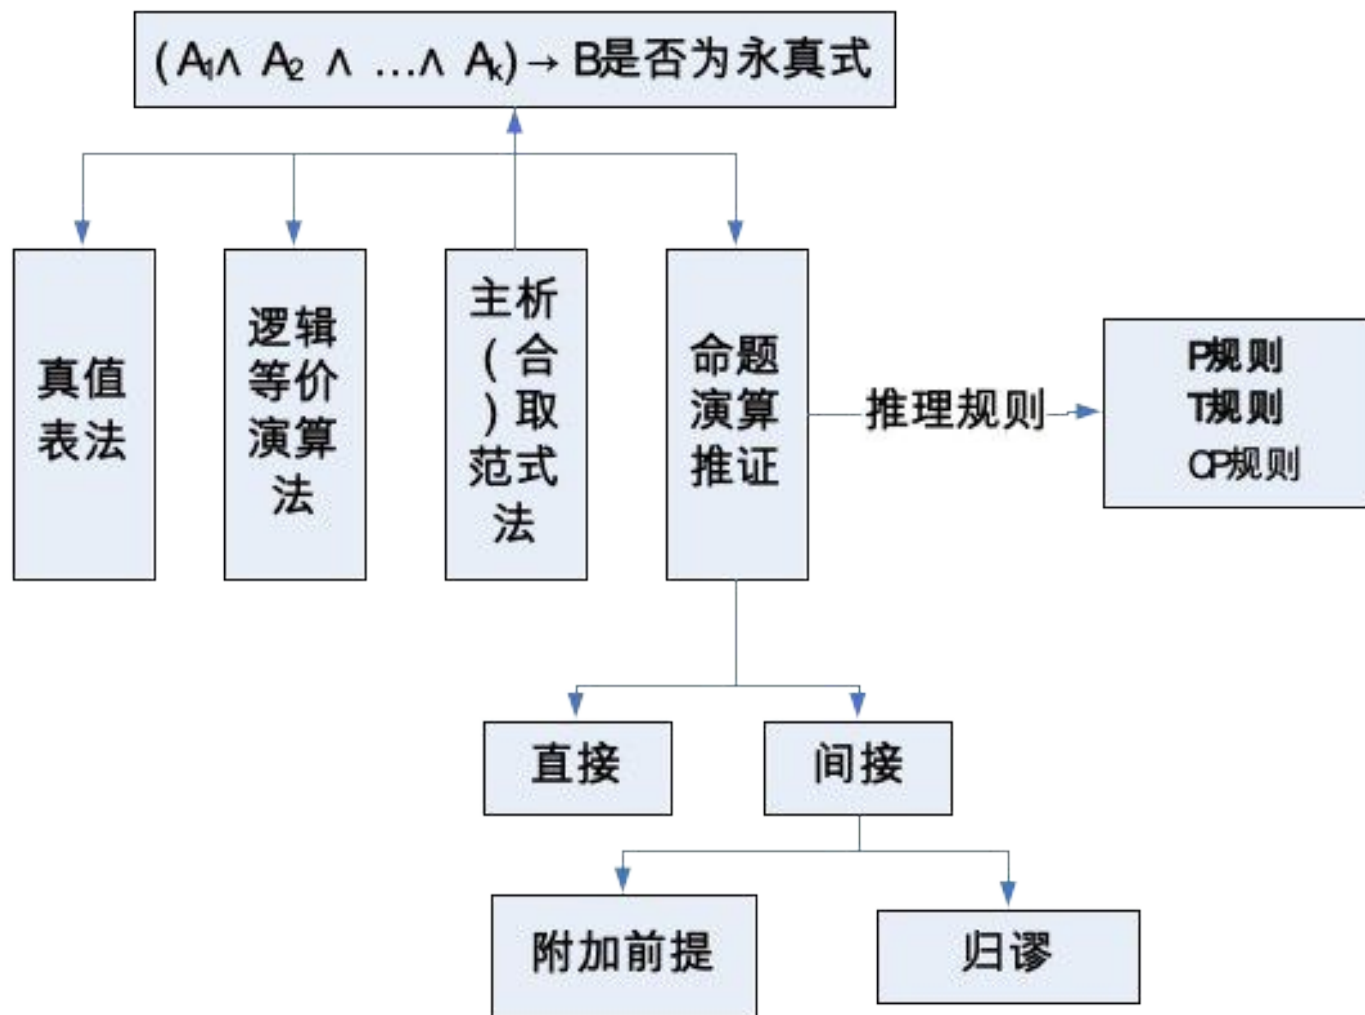 (A₁∧ A₂ ∧ …∧ Aₖ)→ B是否为永真式
真值
表法
逻辑
等价
演算
法
主析
(合
)取
范式
法
命题
演算
推证
推理规则
P规则
T规则
CP规则
直接
间接
附加前提
归谬